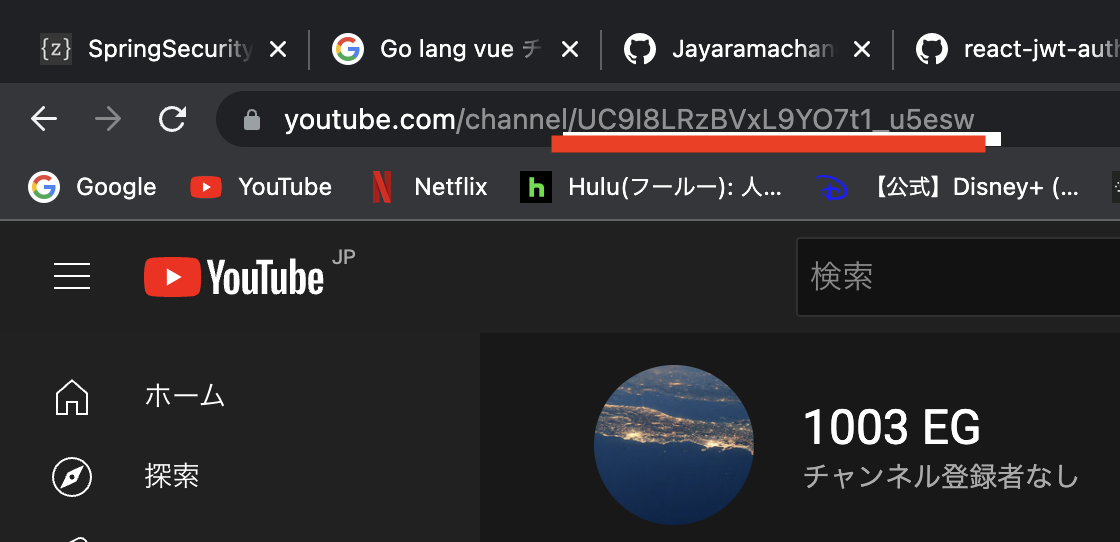 {z} SpringSecurity Go lang vue チ Jayaramachan react-jwt-auth
youtube.com/channel/UC9I8LRzBVxL9YO7t1_u5esw
Google YouTube Netflix h Hulu(フールー): 人... 【公式】Disney+ (...
YouTube JP
検索
ホーム
1003 EG
チャンネル登録者なし
探索